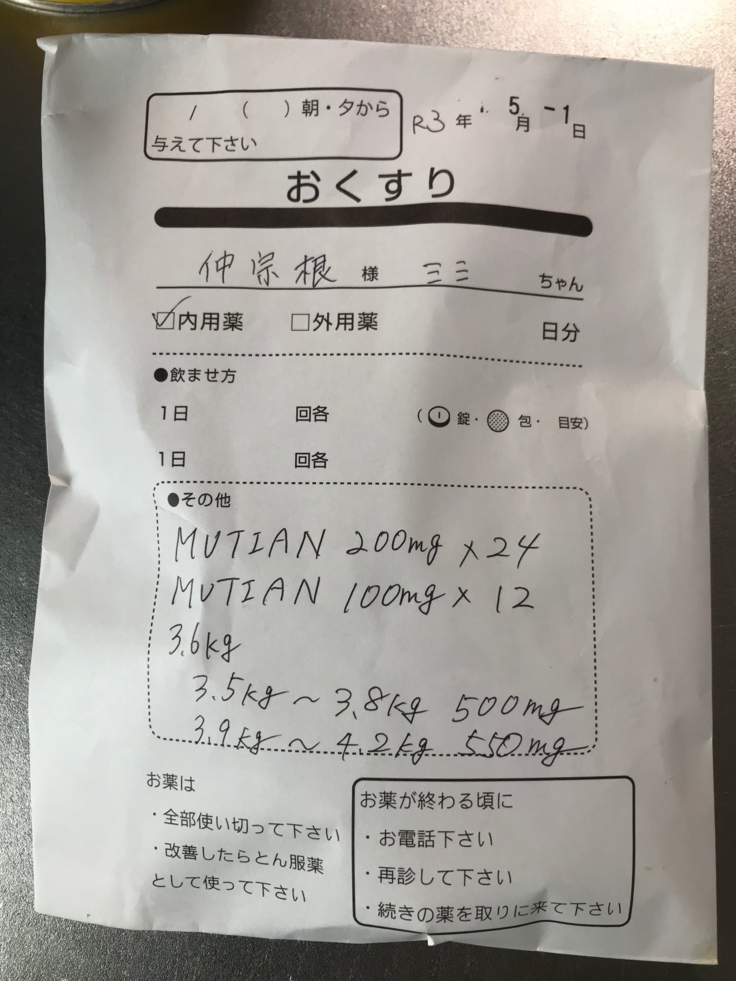 / ( ) 朝・夕から
与えて下さい
R3年 5月-1日
おくすり
仲宗根 様 ミミ ちゃん
☑内用薬 □外用薬 日分
●飲ませ方
1日 回各 ( 錠・ 包・ 目安)
1日 回各
●その他
MUTIAN 200mg × 24
MUTIAN 100mg × 12
3.6kg
3.5kg ～ 3.8kg 500mg
3.9kg ～ 4.2kg 550mg
お薬は
・全部使い切って下さい
・改善したらとん服薬
として使って下さい
お薬が終わる頃に
・お電話下さい
・再診して下さい
・続きの薬を取りに来て下さい